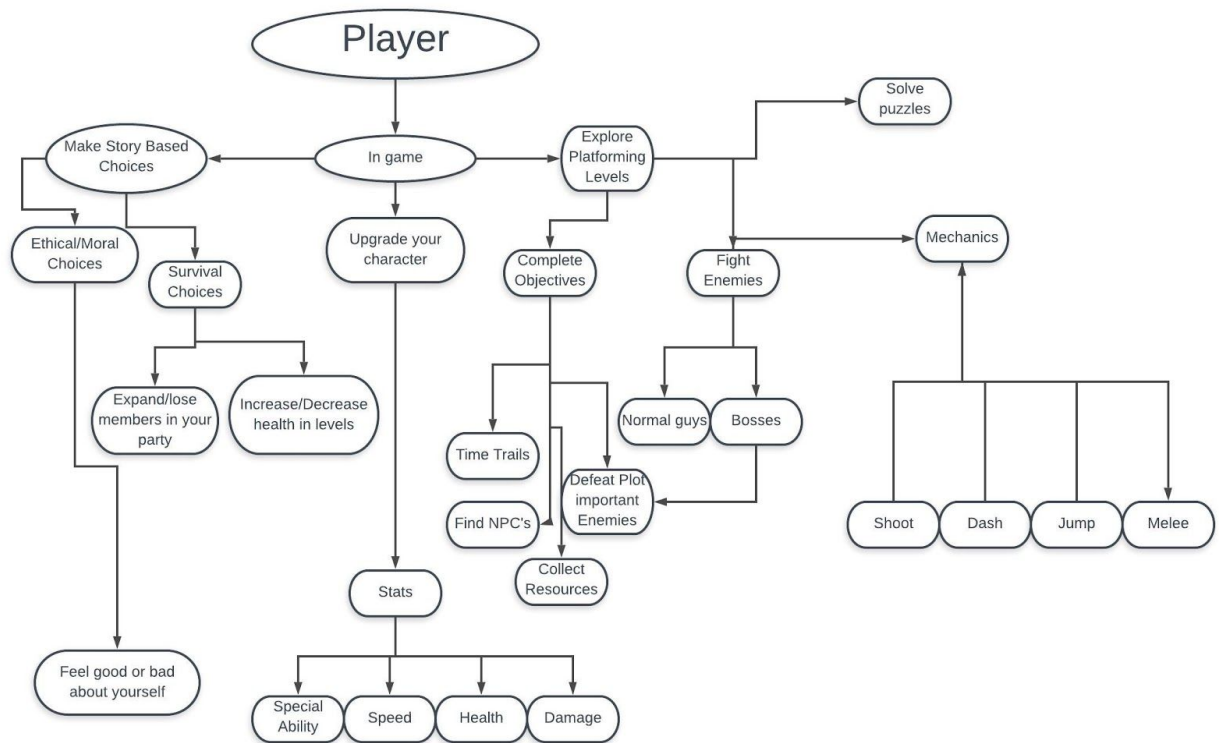 Player
Solve
puzzles
Make Story Based
Choices
In game
Explore
Platforming
Levels
Ethical/Moral
Choices
Survival
Choices
Upgrade your
character
Complete
Objectives
Fight
Enemies
Mechanics
Expand/lose
members in your
party
Increase/Decrease
health in levels
Normal guys
Bosses
Time Trails
Defeat Plot
important
Enemies
Find NPC's
Collect
Resources
Shoot
Dash
Jump
Melee
Stats
Feel good or bad
about yourself
Special
Ability
Speed
Health
Damage